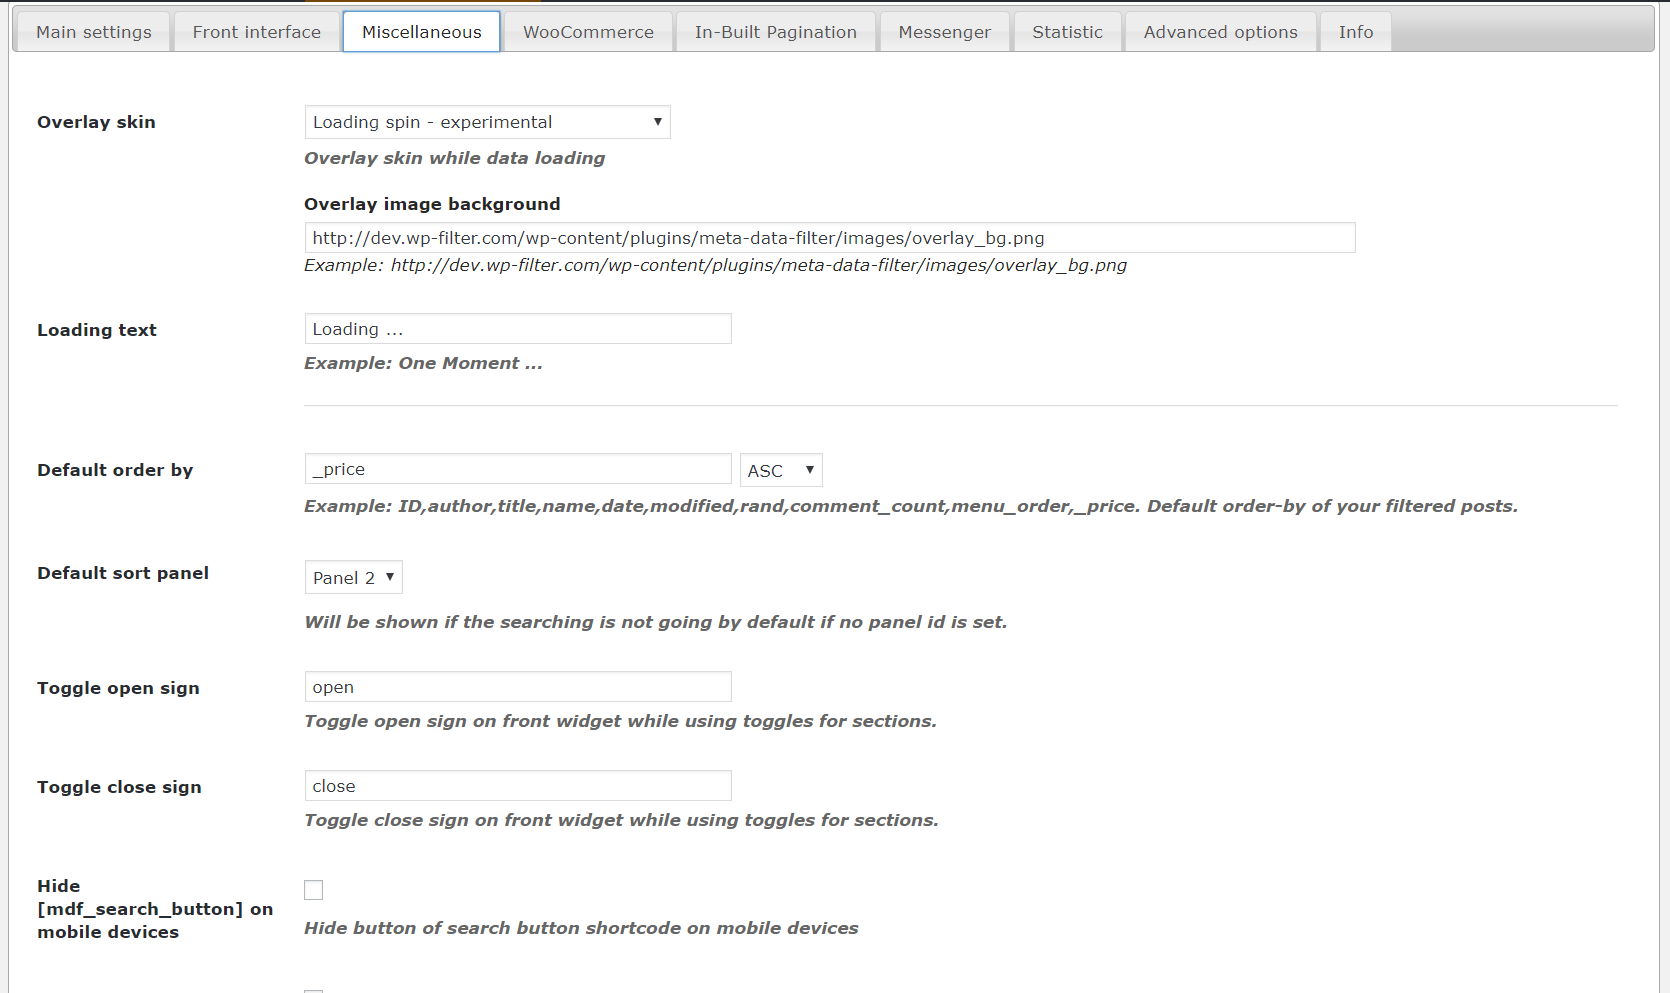 Main settings Front interface Miscellaneous WooCommerce In-Built Pagination Messenger Statistic Advanced options Info
Overlay skin
Loading spin - experimental
Overlay skin while data loading
Overlay image background
http://dev.wp-filter.com/wp-content/plugins/meta-data-filter/images/overlay_bg.png
Example: http://dev.wp-filter.com/wp-content/plugins/meta-data-filter/images/overlay_bg.png
Loading text
Loading ...
Example: One Moment ...
Default order by
_price ASC
Example: ID,author,title,name,date,modified,rand,comment_count,menu_order,_price. Default order-by of your filtered posts.
Default sort panel
Panel 2
Will be shown if the searching is not going by default if no panel id is set.
Toggle open sign
open
Toggle open sign on front widget while using toggles for sections.
Toggle close sign
close
Toggle close sign on front widget while using toggles for sections.
Hide
[mdf_search_button] on
mobile devices
Hide button of search button shortcode on mobile devices